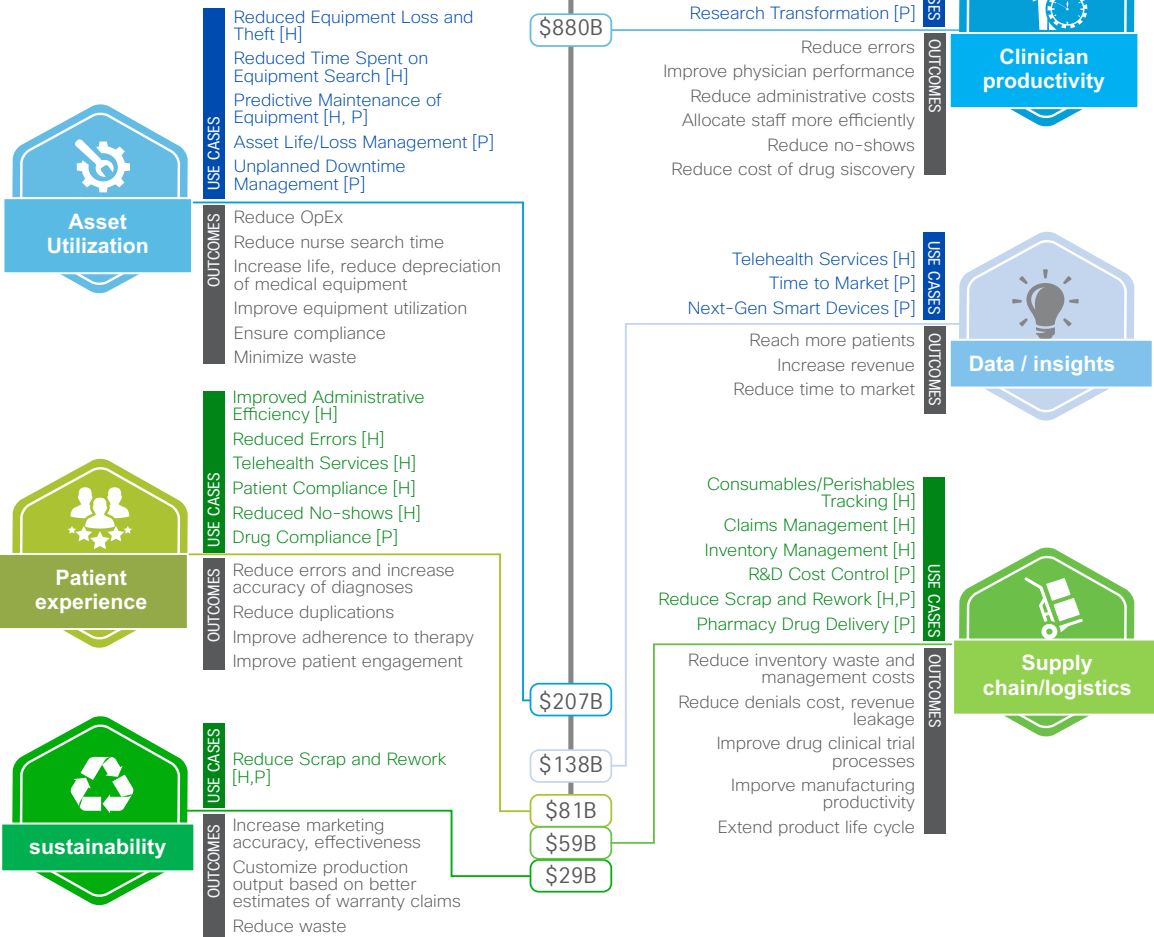 Reduced Equipment Loss and
Theft [H]
Reduced Time Spent on
Equipment Search [H]
Predictive Maintenance of
Equipment [H, P]
Asset Life/Loss Management [P]
Unplanned Downtime
Management [P]
USE CASES
Asset
Utilization
OUTCOMES
Reduce OpEx
Reduce nurse search time
Increase life, reduce depreciation
of medical equipment
Improve equipment utilization
Ensure compliance
Minimize waste
$880B
Research Transformation [P]
Reduce errors
Improve physician performance
Reduce administrative costs
Allocate staff more efficiently
Reduce no-shows
Reduce cost of drug siscovery
OUTCOMES
Clinician
productivity
Telehealth Services [H]
Time to Market [P]
Next-Gen Smart Devices [P]
USE CASES
Reach more patients
Increase revenue
Reduce time to market
OUTCOMES
Data / insights
Improved Administrative
Efficiency [H]
Reduced Errors [H]
Telehealth Services [H]
Patient Compliance [H]
Reduced No-shows [H]
Drug Compliance [P]
USE CASES
Patient
experience
OUTCOMES
Reduce errors and increase
accuracy of diagnoses
Reduce duplications
Improve adherence to therapy
Improve patient engagement
Consumables/Perishables
Tracking [H]
Claims Management [H]
Inventory Management [H]
R&D Cost Control [P]
Reduce Scrap and Rework [H,P]
Pharmacy Drug Delivery [P]
USE CASES
Reduce inventory waste and
management costs
Reduce denials cost, revenue
leakage
Improve drug clinical trial
processes
Imporve manufacturing
productivity
Extend product life cycle
OUTCOMES
Supply
chain/logistics
$207B
$138B
$81B
$59B
$29B
USE CASES
Reduce Scrap and Rework
[H,P]
sustainability
OUTCOMES
Increase marketing
accuracy, effectiveness
Customize production
output based on better
estimates of warranty claims
Reduce waste